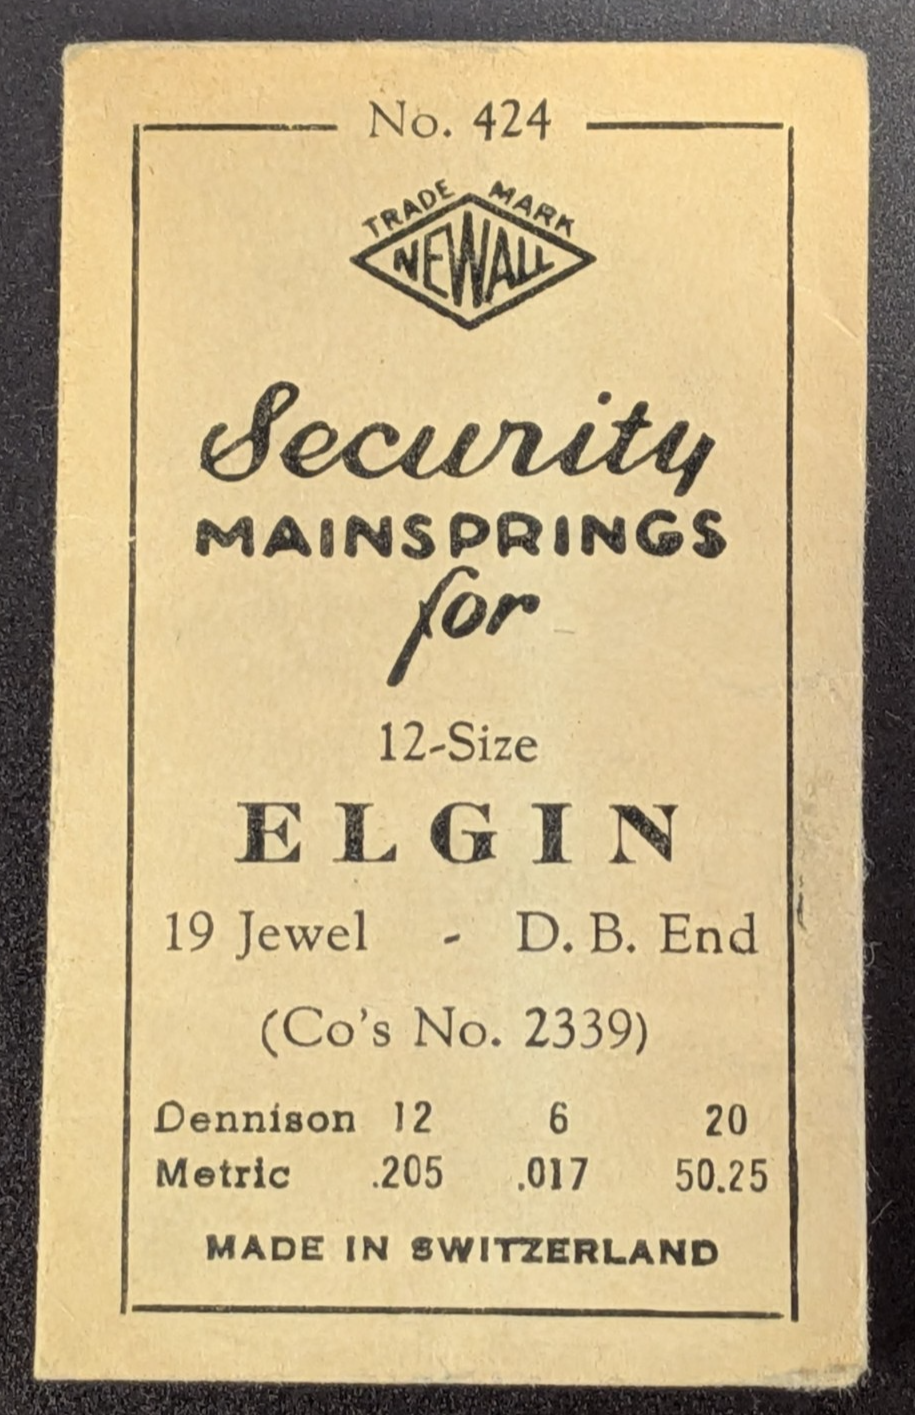 No. 424
TRADE MARK
NEWALL
Security
MAINSPRINGS
for
12-Size
ELGIN
19 Jewel - D. B. End
(Co's No. 2339)
Dennison 12 6 20
Metric .205 .017 50.25
MADE IN SWITZERLAND